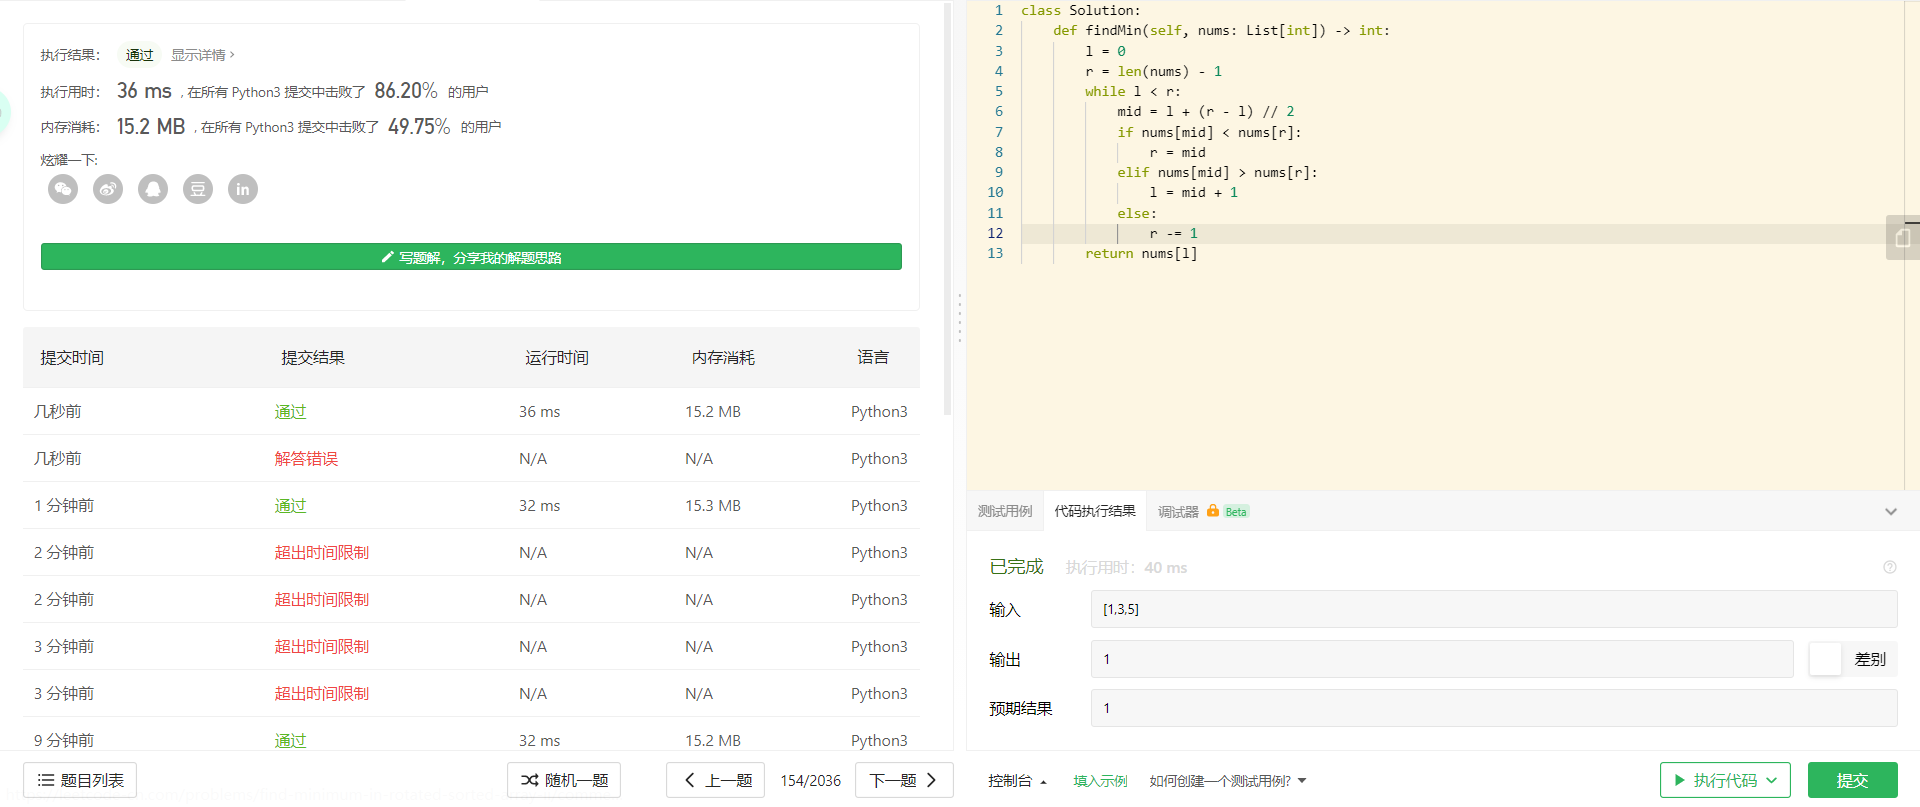 执行结果： 通过 显示详情 ›
执行用时： 36 ms , 在所有 Python3 提交中击败了 86.20% 的用户
内存消耗： 15.2 MB , 在所有 Python3 提交中击败了 49.75% 的用户
炫耀一下:
豆 in
写题解，分享我的解题思路
提交时间 提交结果 运行时间 内存消耗 语言
几秒前 通过 36 ms 15.2 MB Python3
几秒前 解答错误 N/A N/A Python3
1 分钟前 通过 32 ms 15.3 MB Python3
2 分钟前 超出时间限制 N/A N/A Python3
2 分钟前 超出时间限制 N/A N/A Python3
3 分钟前 超出时间限制 N/A N/A Python3
3 分钟前 超出时间限制 N/A N/A Python3
9 分钟前 通过 32 ms 15.2 MB Python3
题目列表 随机一题 上一题 154/2036 下一题
1 class Solution:
2 def findMin(self, nums: List[int]) -> int:
3 l = 0
4 r = len(nums) - 1
5 while l < r:
6 mid = l + (r - l) // 2
7 if nums[mid] < nums[r]:
8 r = mid
9 elif nums[mid] > nums[r]:
10 l = mid + 1
11 else:
12 r -= 1
13 return nums[l]
测试用例 代码执行结果 调试器 Beta
已完成 执行用时： 40 ms
输入 [1,3,5]
输出 1 差别
预期结果 1
控制台 填入示例 如何创建一个测试用例? 执行代码 提交